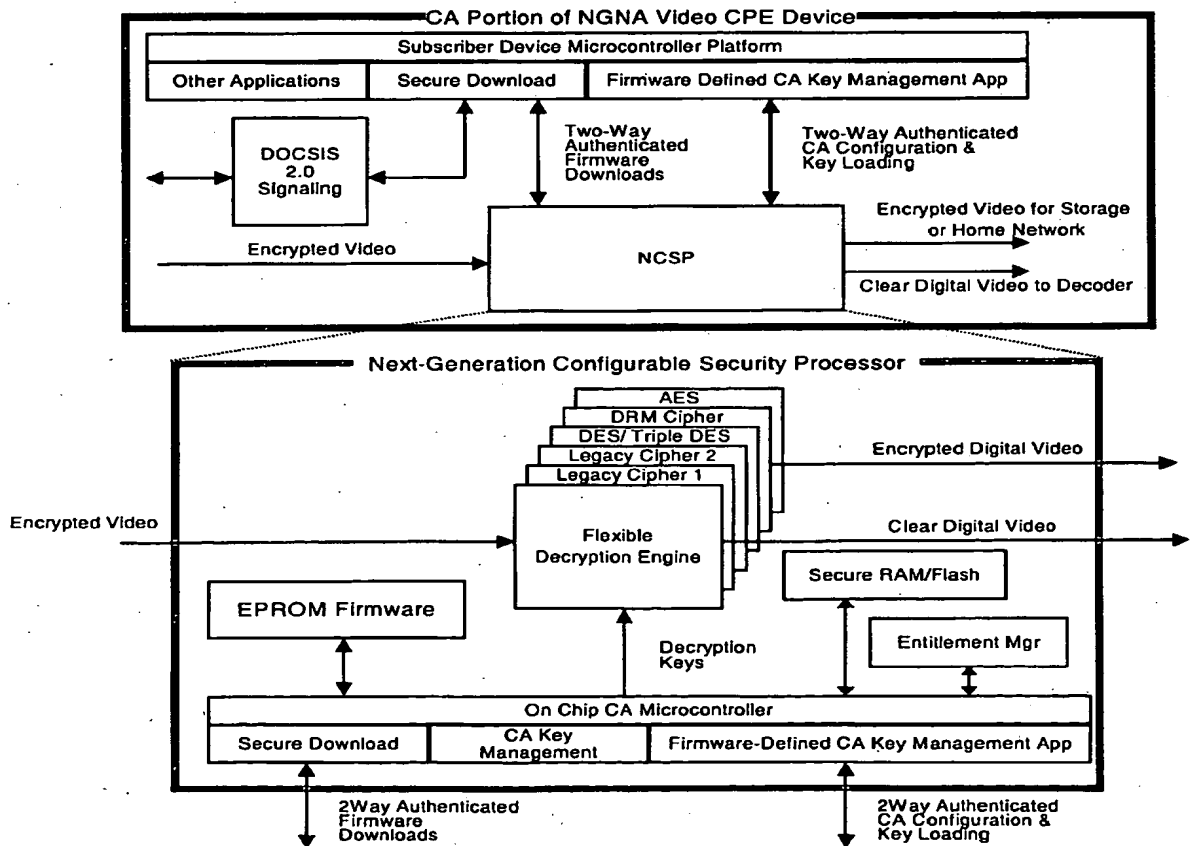 CA Portion of NGNA Video CPE Device
Subscriber Device Microcontroller Platform
Other Applications
Secure Download
Firmware Defined CA Key Management App
DOCSIS
2.0
Signaling
Two-Way
Authenticated
Firmware
Downloads
Two-Way Authenticated
CA Configuration &
Key Loading
Encrypted Video
NCSP
Encrypted Video for Storage
or Home Network
Clear Digital Video to Decoder
Next-Generation Configurable Security Processor
AES
DRM Cipher
DES/ Triple DES
Legacy Cipher 2
Legacy Cipher 1
Flexible
Decryption Engine
Encrypted Video
Encrypted Digital Video
Clear Digital Video
Secure RAM/Flash
EPROM Firmware
Decryption
Keys
Entitlement Mgr
On Chip CA Microcontroller
Secure Download
CA Key
Management
Firmware-Defined CA Key Management App
2Way Authenticated
Firmware
Downloads
2Way Authenticated
CA Configuration &
Key Loading